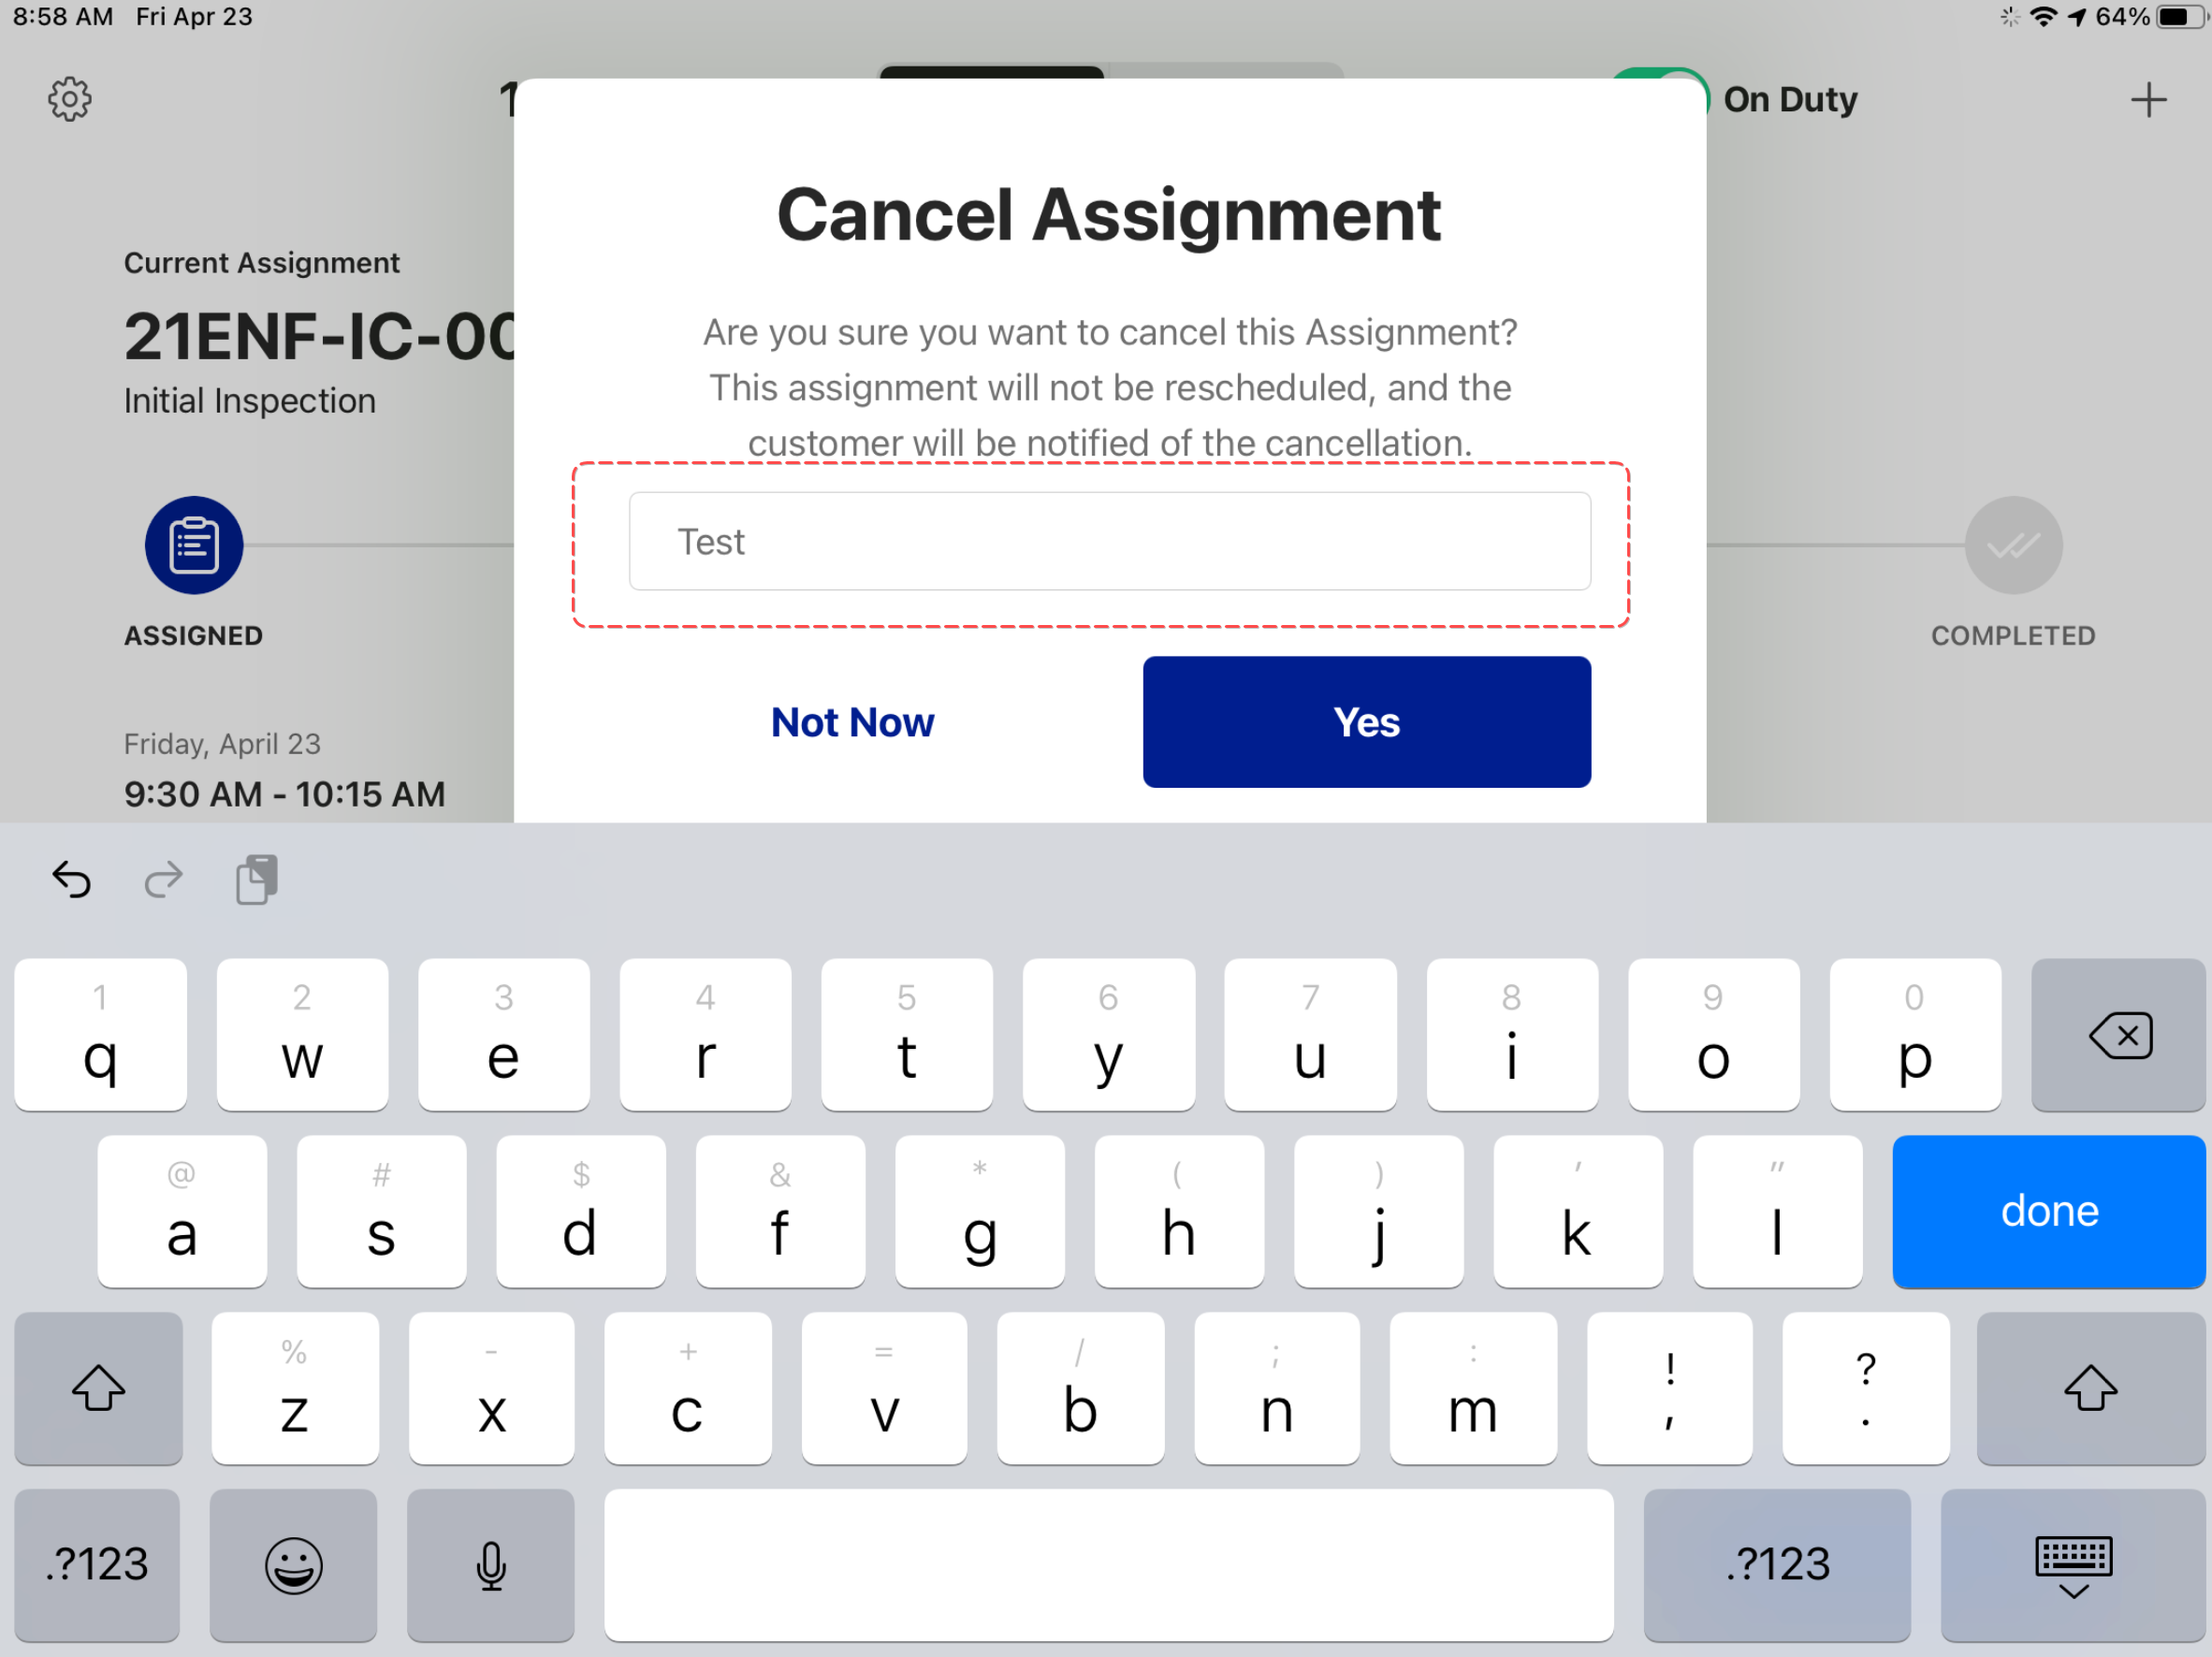 8:58 AM Fri Apr 23
64%
On Duty
Cancel Assignment
Are you sure you want to cancel this Assignment?
This assignment will not be rescheduled, and the
customer will be notified of the cancellation.
Test
Not Now
Yes
Current Assignment
21ENF-IC-00
Initial Inspection
ASSIGNED
COMPLETED
Friday, April 23
9:30 AM - 10:15 AM
1 2 3 4 5 6 7 8 9 0
q w e r t y u i o p
@ # $ & * ( ) ' "
a s d f g h j k l done
% - + = / ; : ! ?
z x c v b n m , .
.?123 .?123